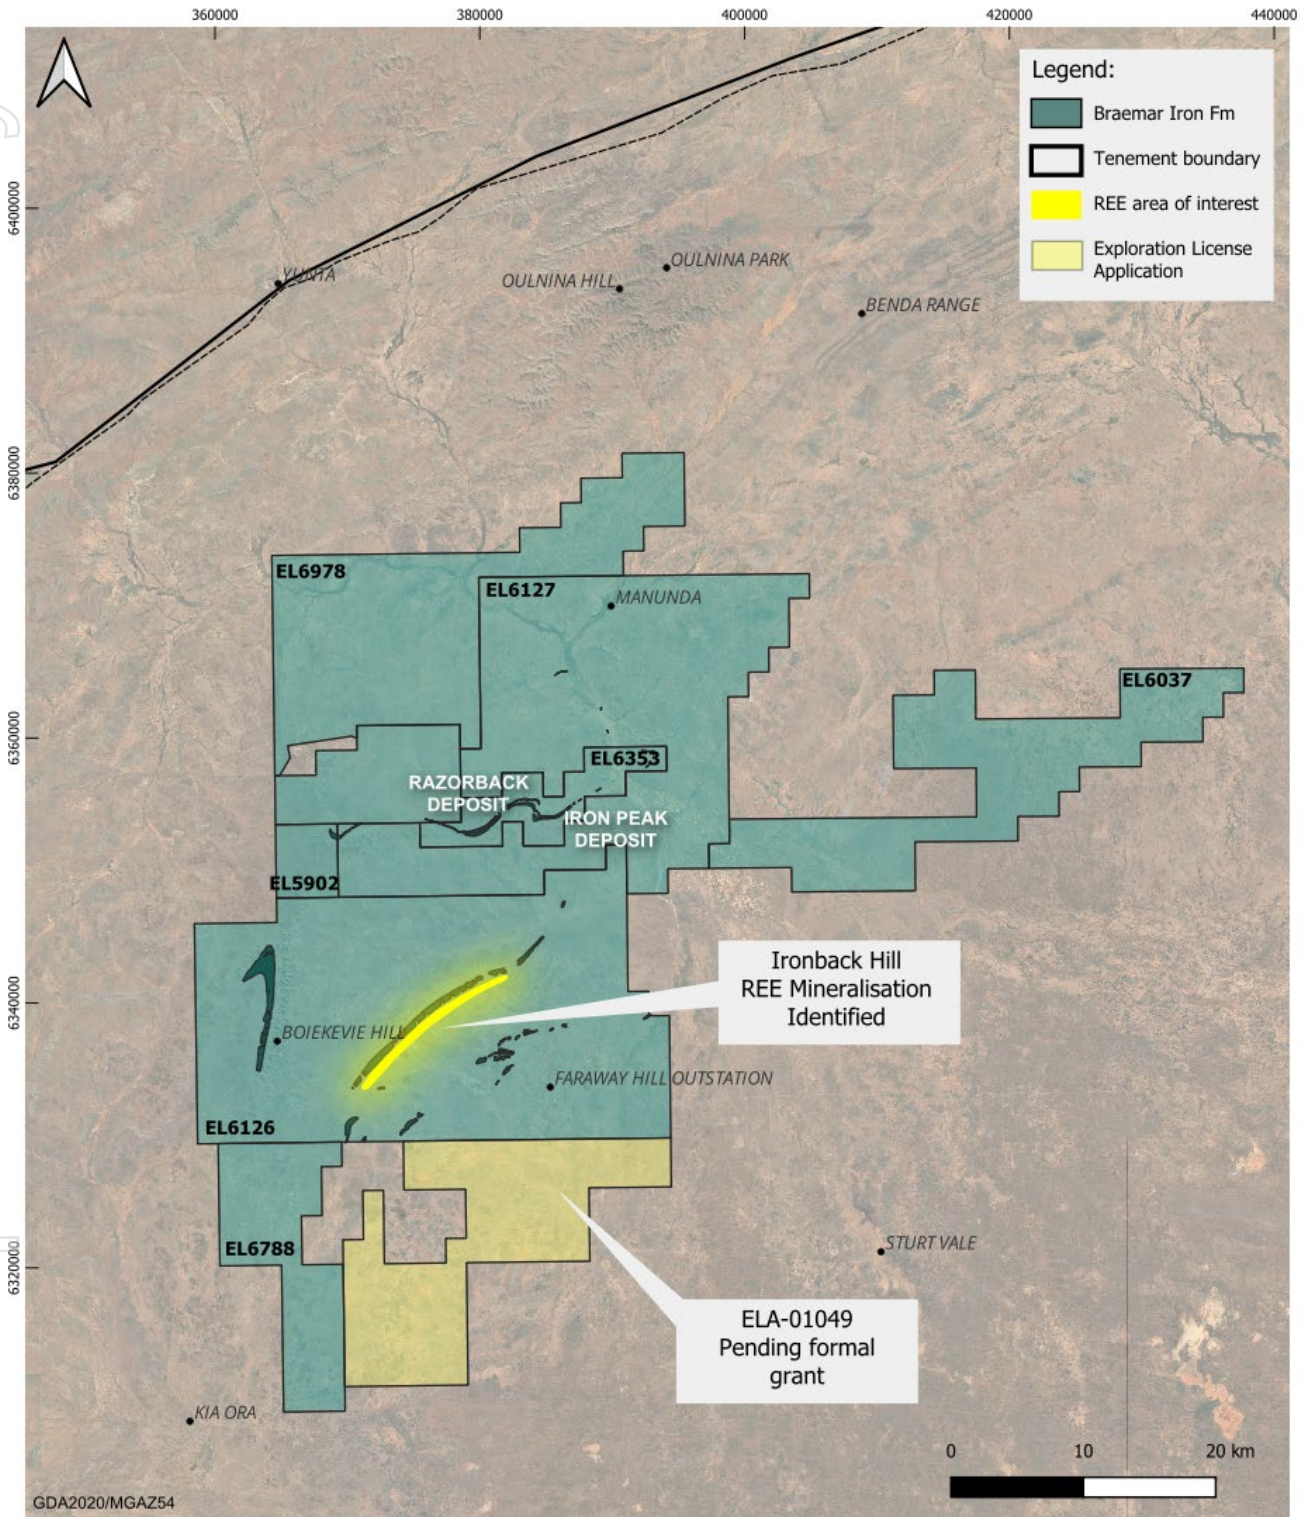 360000
380000
400000
420000
440000
Legend:
Braemar Iron Fm
Tenement boundary
REE area of interest
Exploration License
Application
6400000
6380000
6360000
6340000
6320000
YUNTA
OULNINA PARK
OULNINA HILL
BENDA RANGE
EL6978
EL6127
MANUNDA
EL6037
EL6353
RAZORBACK
DEPOSIT
IRON PEAK
DEPOSIT
EL5902
Ironback Hill
REE Mineralisation
Identified
BOIEKEVIE HILL
FARAWAY HILL OUTSTATION
EL6126
EL6788
STURT VALE
ELA-01049
Pending formal
grant
KIA ORA
0
10
20 km
GDA2020/MGAZ54